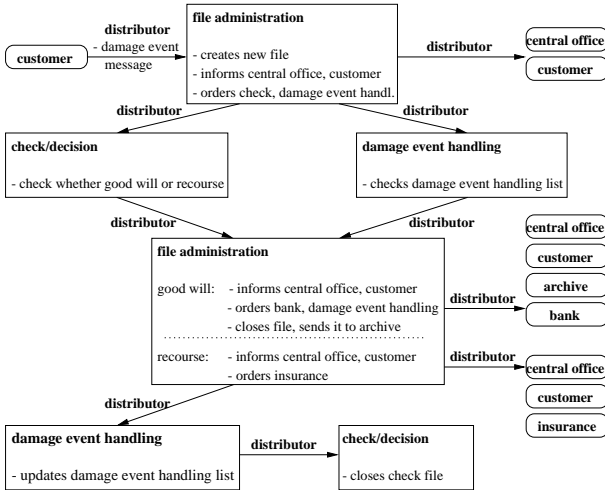 distributor
- damage event
message
customer
file administration
- creates new file
- informs central office, customer
- orders check, damage event handl.
distributor
central office
customer
distributor
distributor
check/decision
- check whether good will or recourse
damage event handling
- checks damage event handling list
distributor
distributor
file administration
good will: - informs central office, customer
- orders bank, damage event handling
- closes file, sends it to archive
recourse: - informs central office, customer
- orders insurance
distributor
central office
customer
archive
bank
distributor
central office
customer
insurance
distributor
damage event handling
- updates damage event handling list
distributor
check/decision
- closes check file